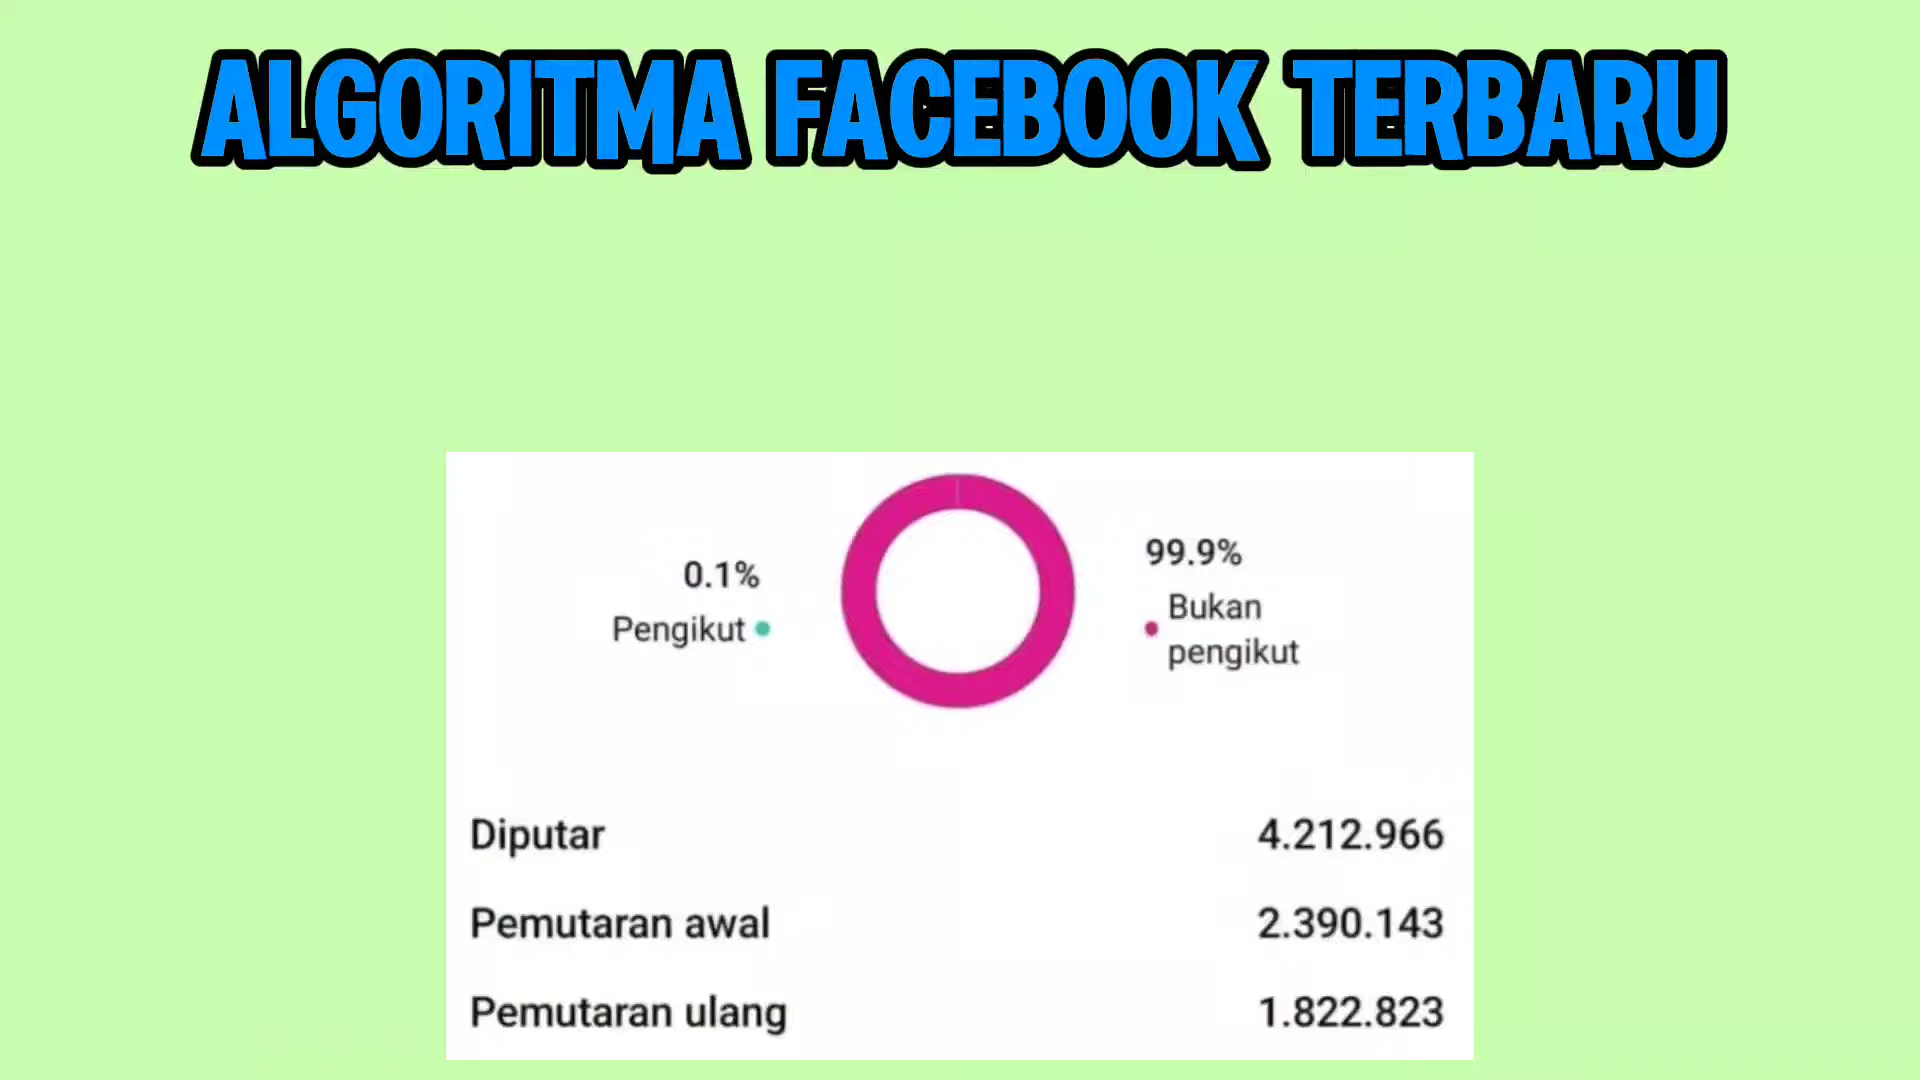 ALGORITMA FACEBOOK TERBARU
0.1%
Pengikut
99.9%
Bukan
pengikut
Diputar 4.212.966
Pemutaran awal 2.390.143
Pemutaran ulang 1.822.823